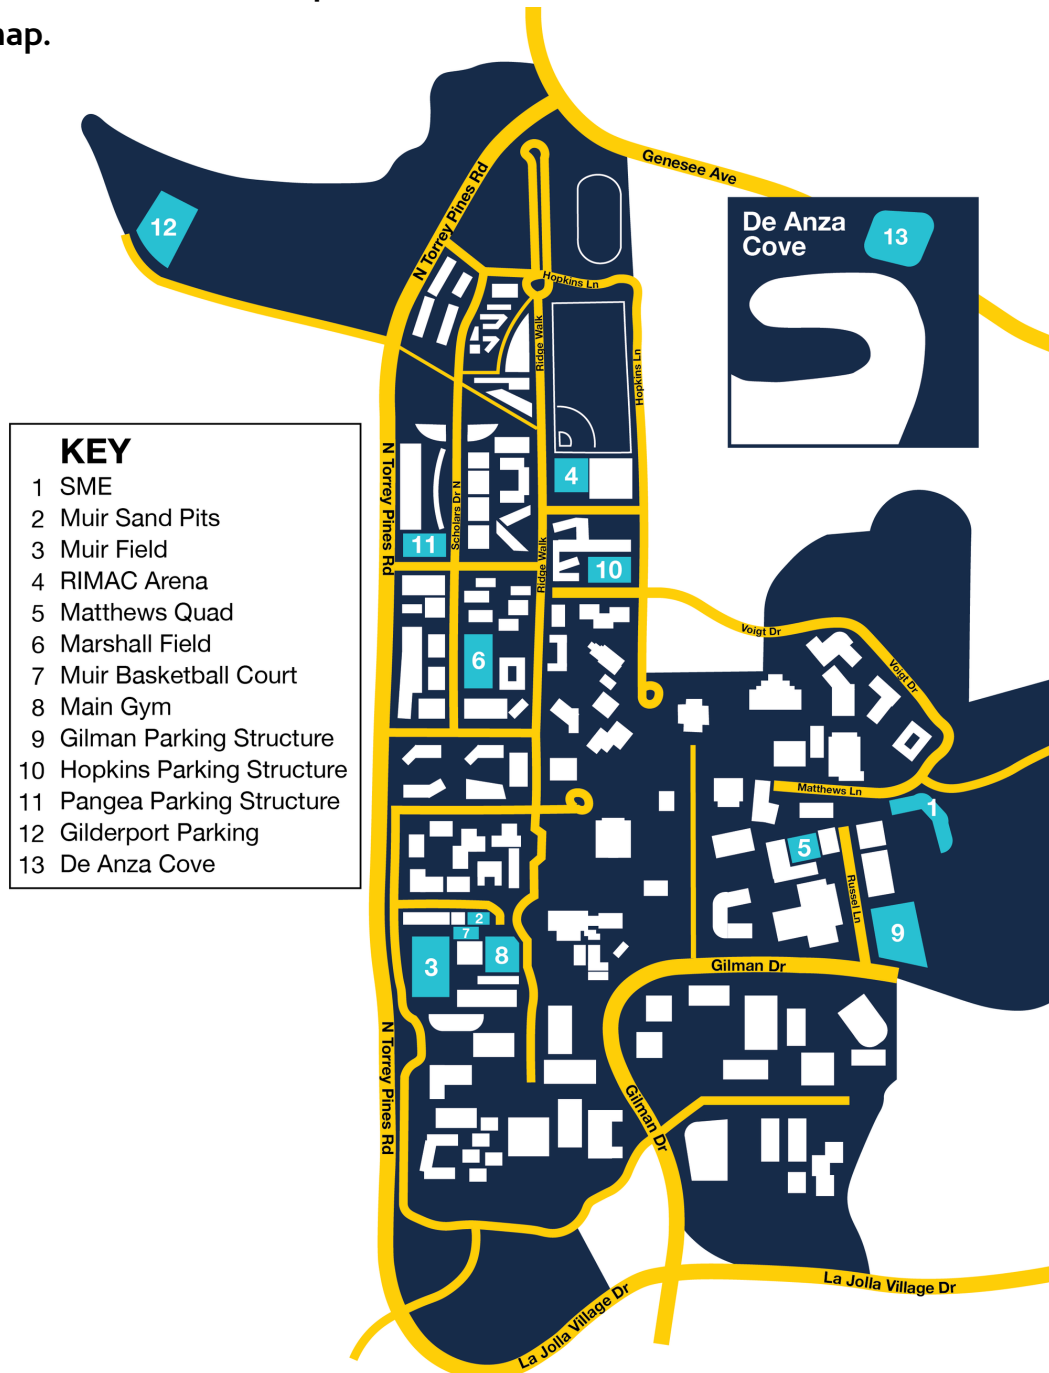 map.
Genesee Ave
N Torrey Pines Rd
De Anza
Cove
13
12
Hopkins Ln
Ridge Walk
Hopkins Ln
KEY
1 SME
2 Muir Sand Pits
3 Muir Field
4 RIMAC Arena
5 Matthews Quad
6 Marshall Field
7 Muir Basketball Court
8 Main Gym
9 Gilman Parking Structure
10 Hopkins Parking Structure
11 Pangea Parking Structure
12 Gilderport Parking
13 De Anza Cove
N Torrey Pines Rd
Scholars Dr N
4
11
Ridge Walk
10
Voigt Dr
6
Voigt Dr
Matthews Ln
1
5
Russel Ln
2
7
9
3
8
Gilman Dr
N Torrey Pines Rd
Gilman Dr
La Jolla Village Dr
La Jolla Village Dr